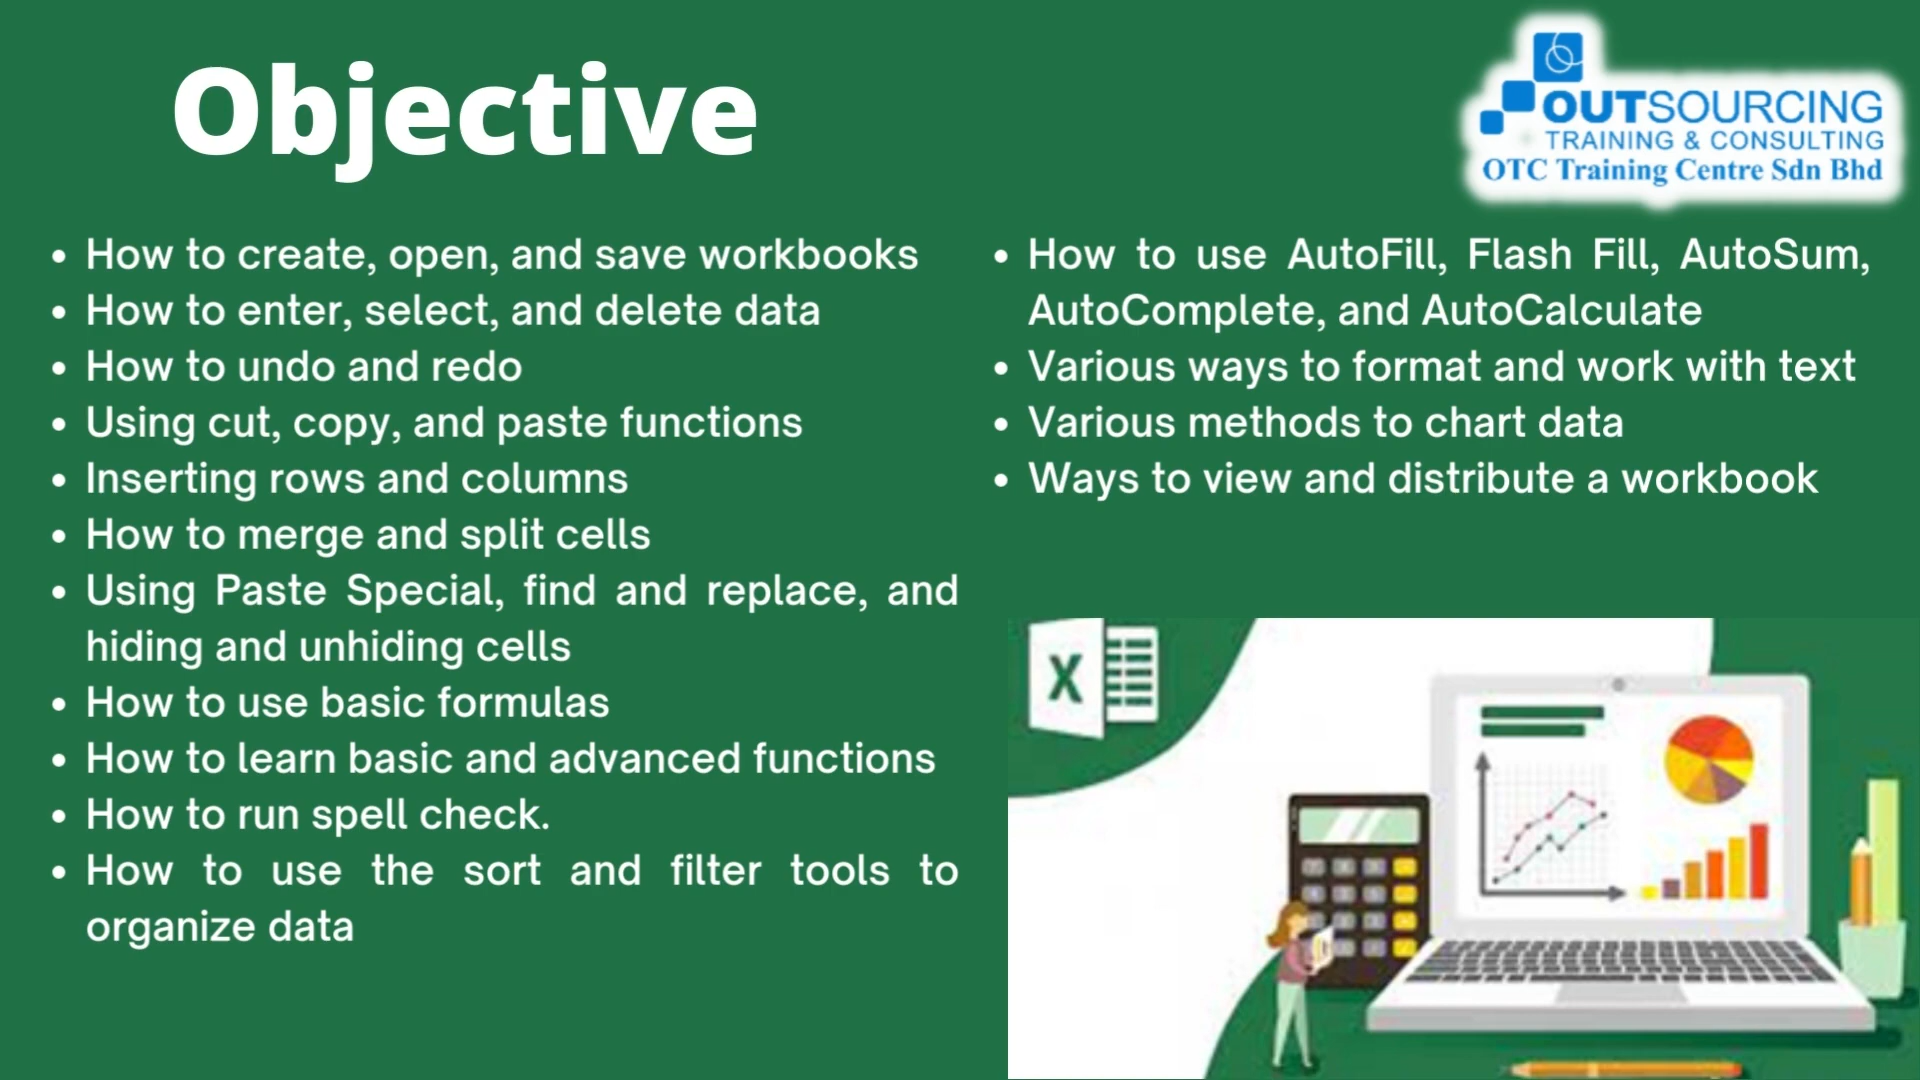 Objective
OUTSOURCING
TRAINING & CONSULTING
OTC Training Centre Sdn Bhd
• How to create, open, and save workbooks
• How to enter, select, and delete data
• How to undo and redo
• Using cut, copy, and paste functions
• Inserting rows and columns
• How to merge and split cells
• Using Paste Special, find and replace, and
hiding and unhiding cells
• How to use basic formulas
• How to learn basic and advanced functions
• How to run spell check.
• How to use the sort and filter tools to
organize data
• How to use AutoFill, Flash Fill, AutoSum,
AutoComplete, and AutoCalculate
• Various ways to format and work with text
• Various methods to chart data
• Ways to view and distribute a workbook
X